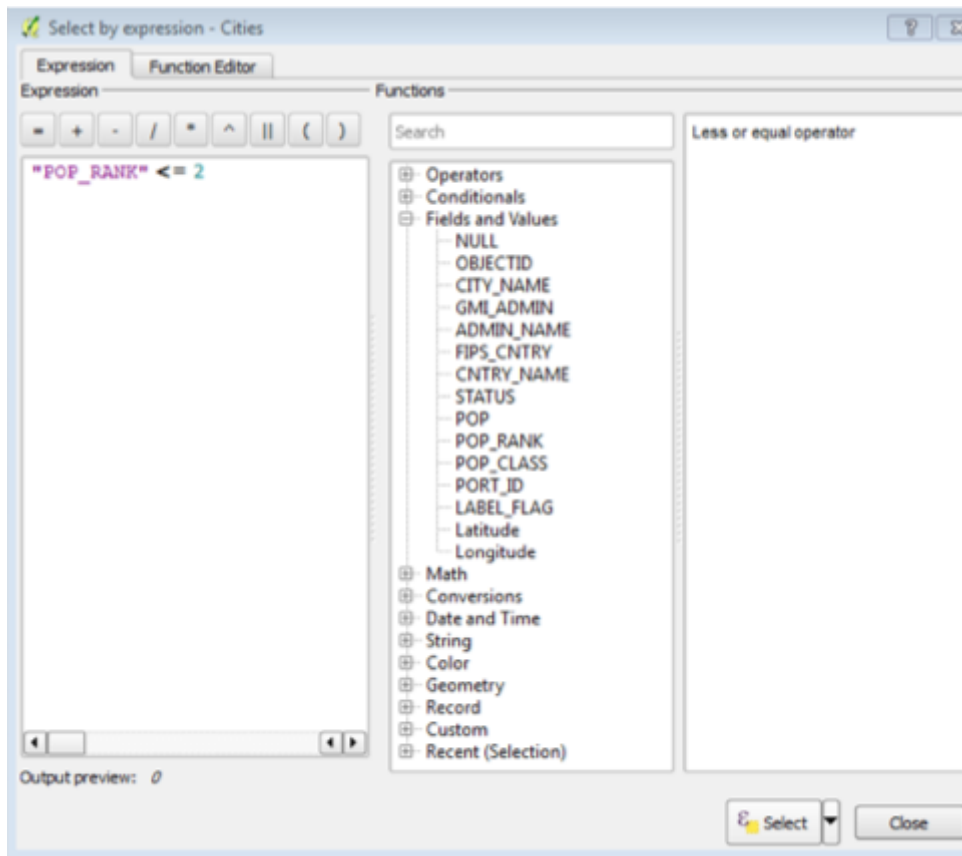 Select by expression - Cities
Expression Function Editor
Expression Functions
= + - / * ^ || ( ) Search Less or equal operator
"POP_RANK" <= 2
Operators
Conditionals
Fields and Values
NULL
OBJECTID
CITY_NAME
GMI_ADMIN
ADMIN_NAME
FIPS_CNTRY
CNTRY_NAME
STATUS
POP
POP_RANK
POP_CLASS
PORT_ID
LABEL_FLAG
Latitude
Longitude
Math
Conversions
Date and Time
String
Color
Geometry
Record
Custom
Recent (Selection)
Output preview: 0
ε Select Close